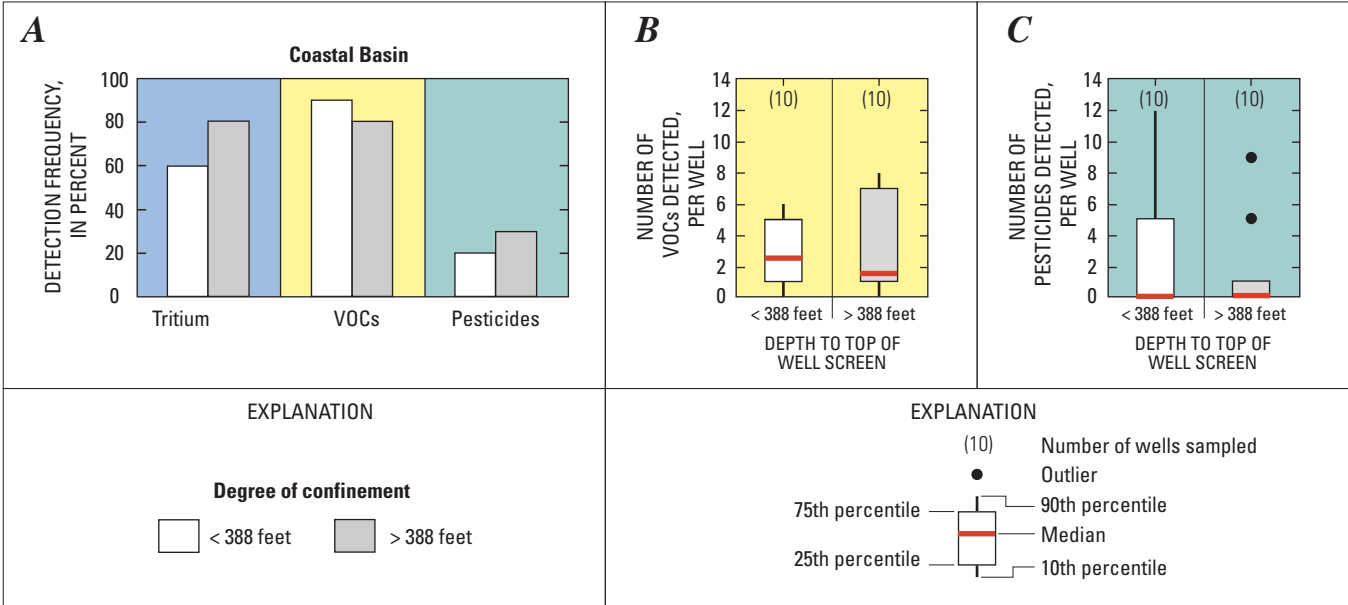 A
Coastal Basin
DETECTION FREQUENCY,
IN PERCENT
100
80
60
40
20
0
Tritium
VOCs
Pesticides
B
NUMBER OF
VOCs DETECTED,
PER WELL
14
12
10
8
6
4
2
0
(10)
(10)
< 388 feet
> 388 feet
DEPTH TO TOP OF
WELL SCREEN
C
NUMBER OF
PESTICIDES DETECTED,
PER WELL
14
12
10
8
6
4
2
0
(10)
(10)
< 388 feet
> 388 feet
DEPTH TO TOP OF
WELL SCREEN
EXPLANATION
Degree of confinement
< 388 feet
> 388 feet
EXPLANATION
(10) Number of wells sampled
Outlier
75th percentile
90th percentile
Median
25th percentile
10th percentile